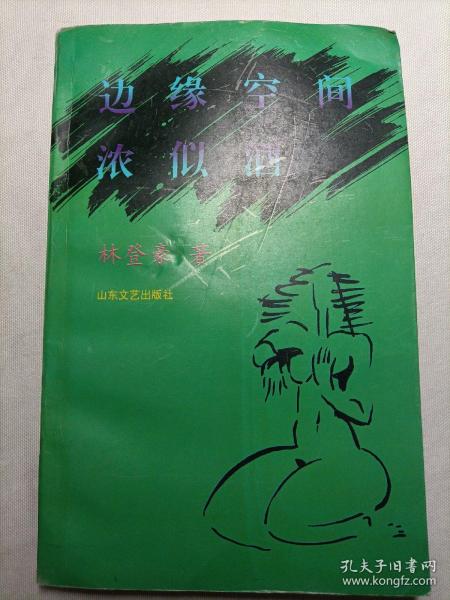 边缘空间
浓似酒
林登豪 著
山东文艺出版社
孔夫子旧书网
www.kongfz.com